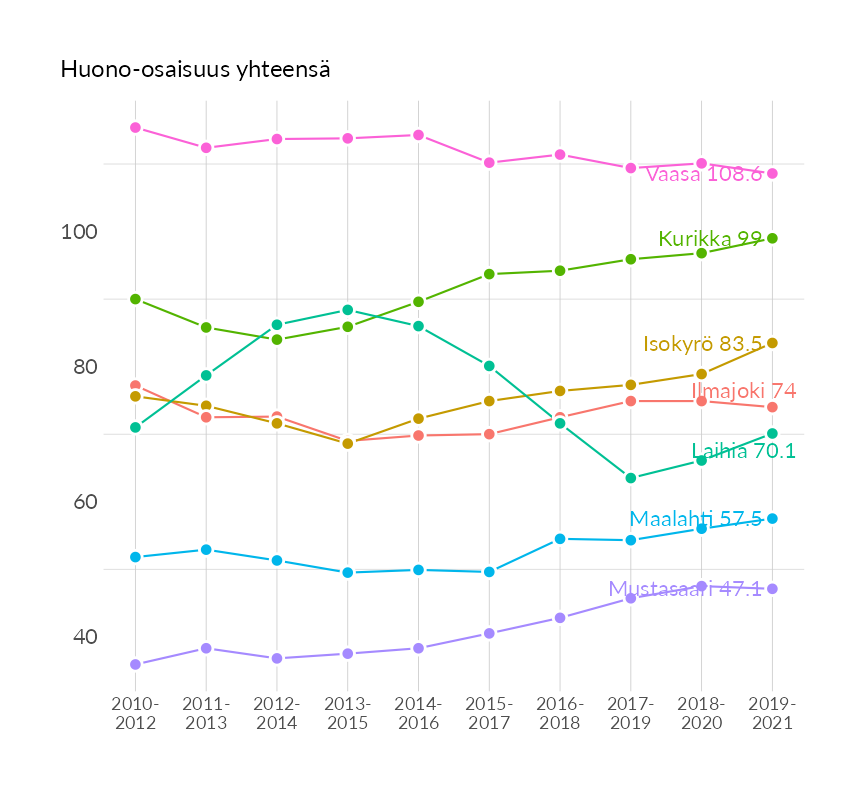 Huono-osaisuus yhteensä
Vaasa 108.6
100
Kurikka 99
Isokyrö 83.5
80
Ilmajoki 74
Laihia 70.1
60
Maalahti 57.5
Mustasaari 47.1
40
2010- 2011- 2012- 2013- 2014- 2015- 2016- 2017- 2018- 2019-
2012 2013 2014 2015 2016 2017 2018 2019 2020 2021